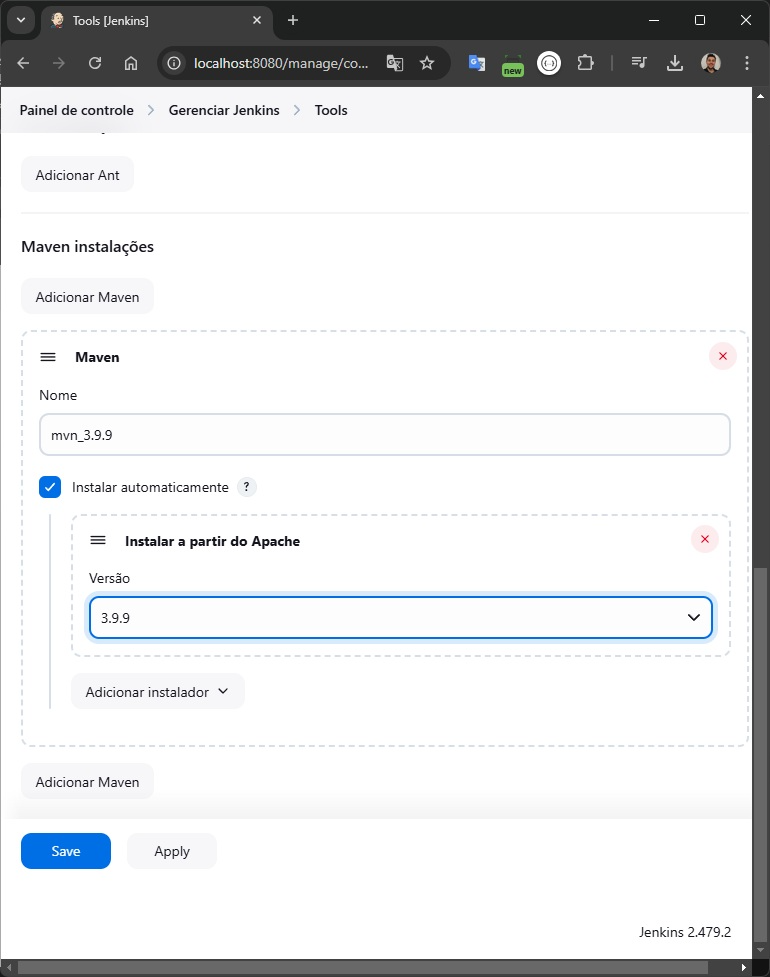 Tools [Jenkins]
localhost:8080/manage/co...
new
Painel de controle
Gerenciar Jenkins
Tools
Adicionar Ant
Maven instalações
Adicionar Maven
Maven
Nome
mvn_3.9.9
Instalar automaticamente ?
Instalar a partir do Apache
Versão
3.9.9
Adicionar instalador
Adicionar Maven
Save
Apply
Jenkins 2.479.2